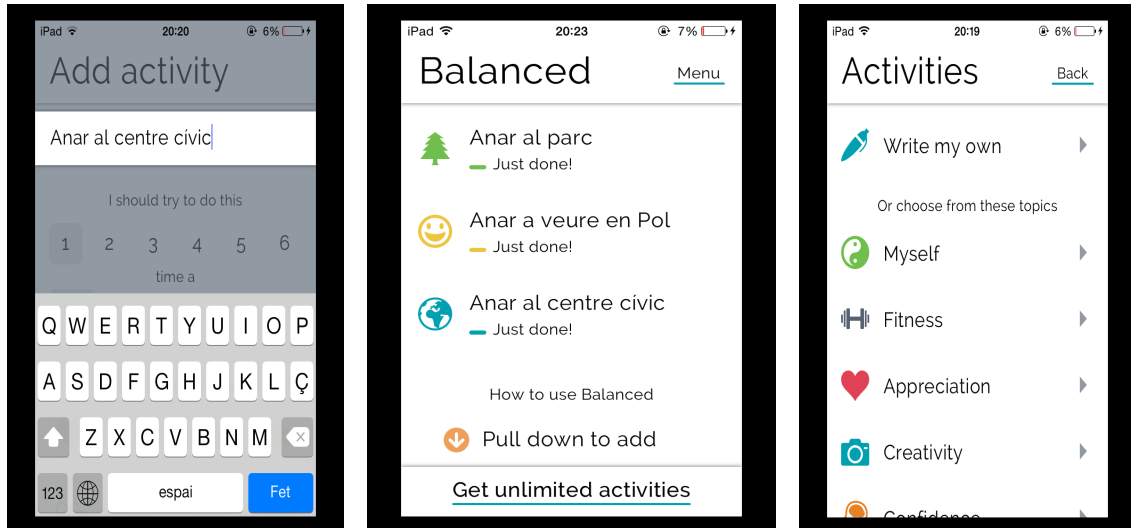 iPad 20:20 6%
Add activity
Anar al centre cívic
I should try to do this
1 2 3 4 5 6
time a
Q W E R T Y U I O P
A S D F G H J K L Ç
Z X C V B N M
123 espai Fet
iPad 20:23 7%
Balanced Menu
Anar al parc
Just done!
Anar a veure en Pol
Just done!
Anar al centre cívic
Just done!
How to use Balanced
Pull down to add
Get unlimited activities
iPad 20:19 6%
Activities Back
Write my own
Or choose from these topics
Myself
Fitness
Appreciation
Creativity
Confidence